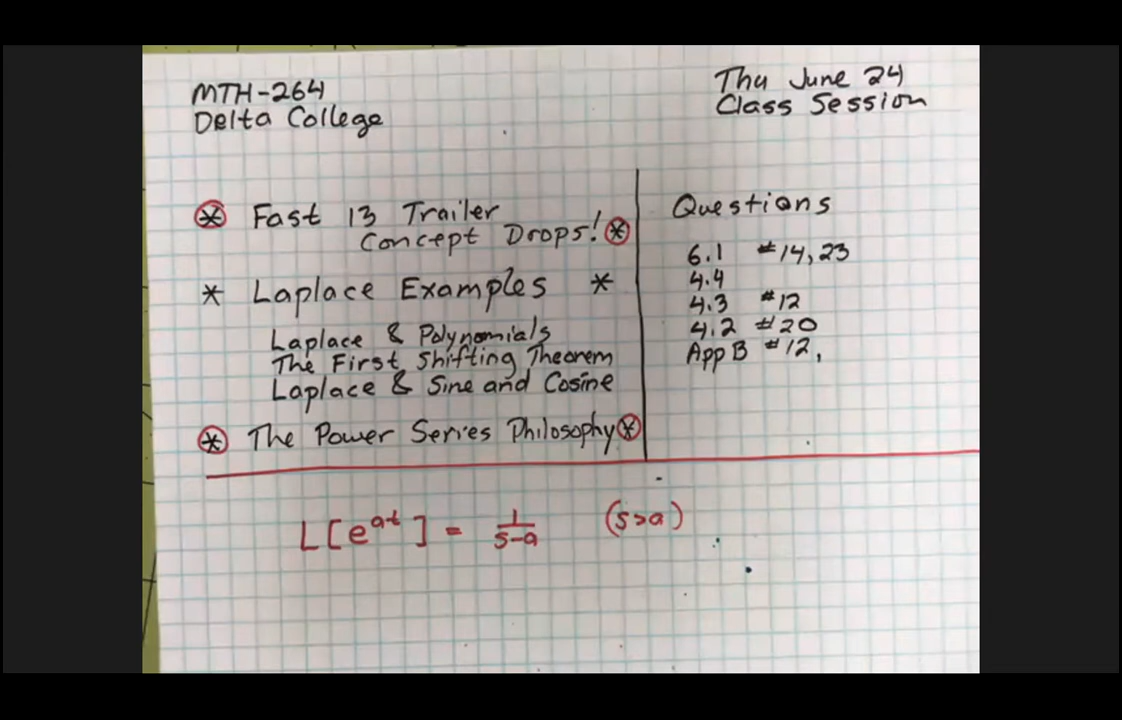 MTH-264
Delta College
Thu June 24
Class Session
⊛ Fast 13 Trailer
Concept Drops! ⊛
* Laplace Examples *
Laplace & Polynomials
The First Shifting Theorem
Laplace & Sine and Cosine
⊛ The Power Series Philosophy ⊛
Questions
6.1 #14, 23
4.4
4.3 #12
4.2 #20
App B #12,
L[e^{at}] = 1/(s-a) (s>a)